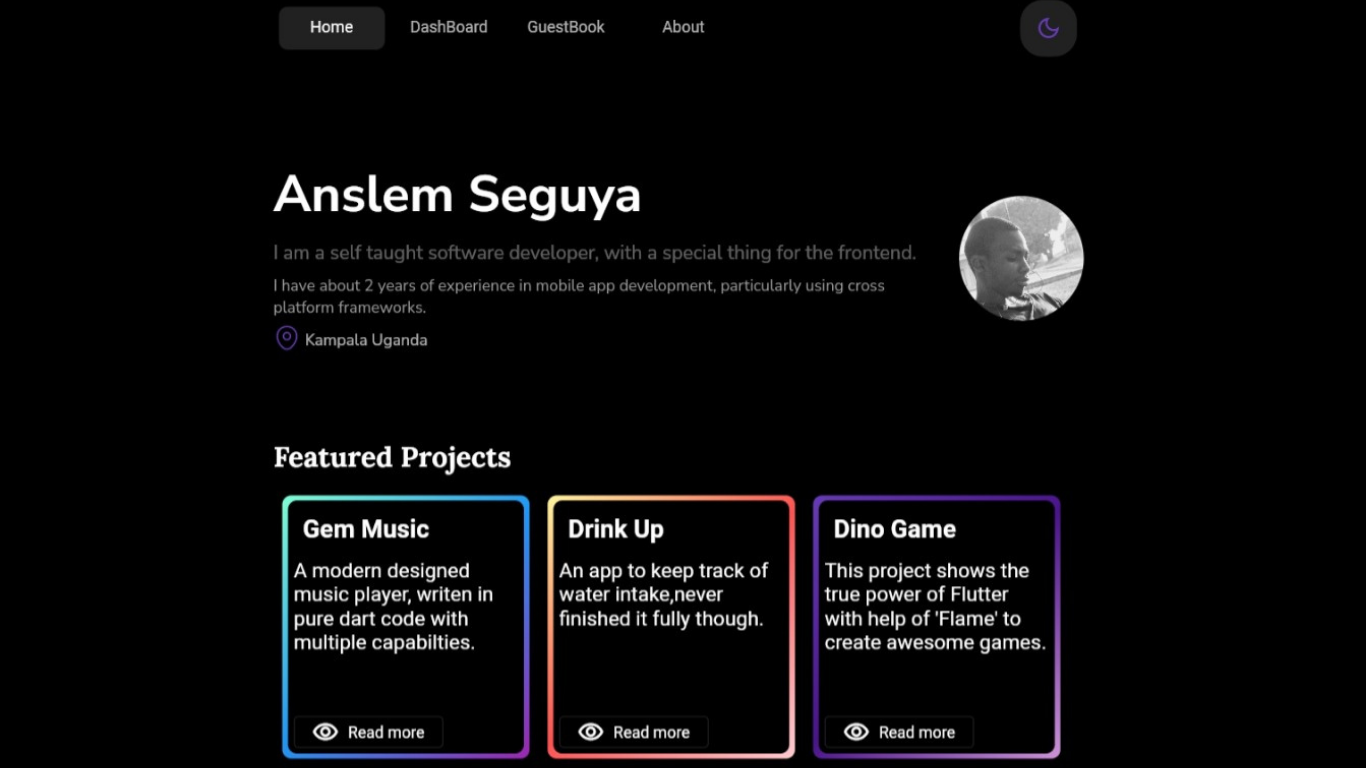 Home DashBoard GuestBook About
Anslem Seguya
I am a self taught software developer, with a special thing for the frontend.
I have about 2 years of experience in mobile app development, particularly using cross
platform frameworks.
Kampala Uganda
Featured Projects
Gem Music
A modern designed
music player, writen in
pure dart code with
multiple capabilties.
Read more
Drink Up
An app to keep track of
water intake,never
finished it fully though.
Read more
Dino Game
This project shows the
true power of Flutter
with help of 'Flame' to
create awesome games.
Read more